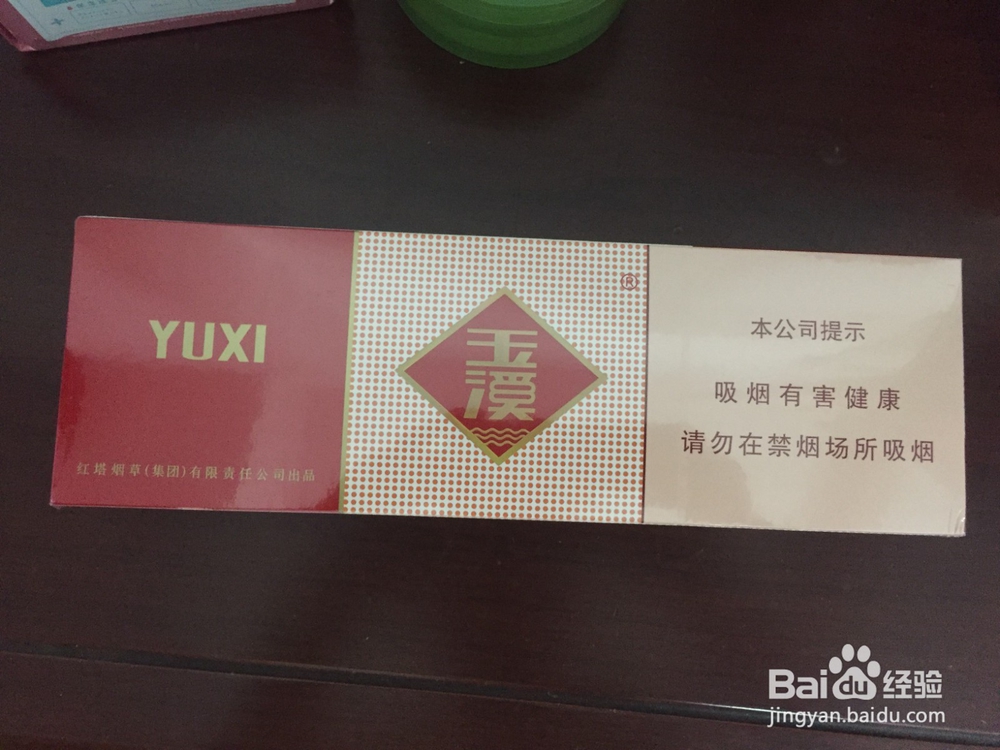 YUXI
红塔烟草(集团)有限责任公司出品
玉
溪
®
本公司提示
吸烟有害健康
请勿在禁烟场所吸烟
Baidu经验
jingyan.baidu.com